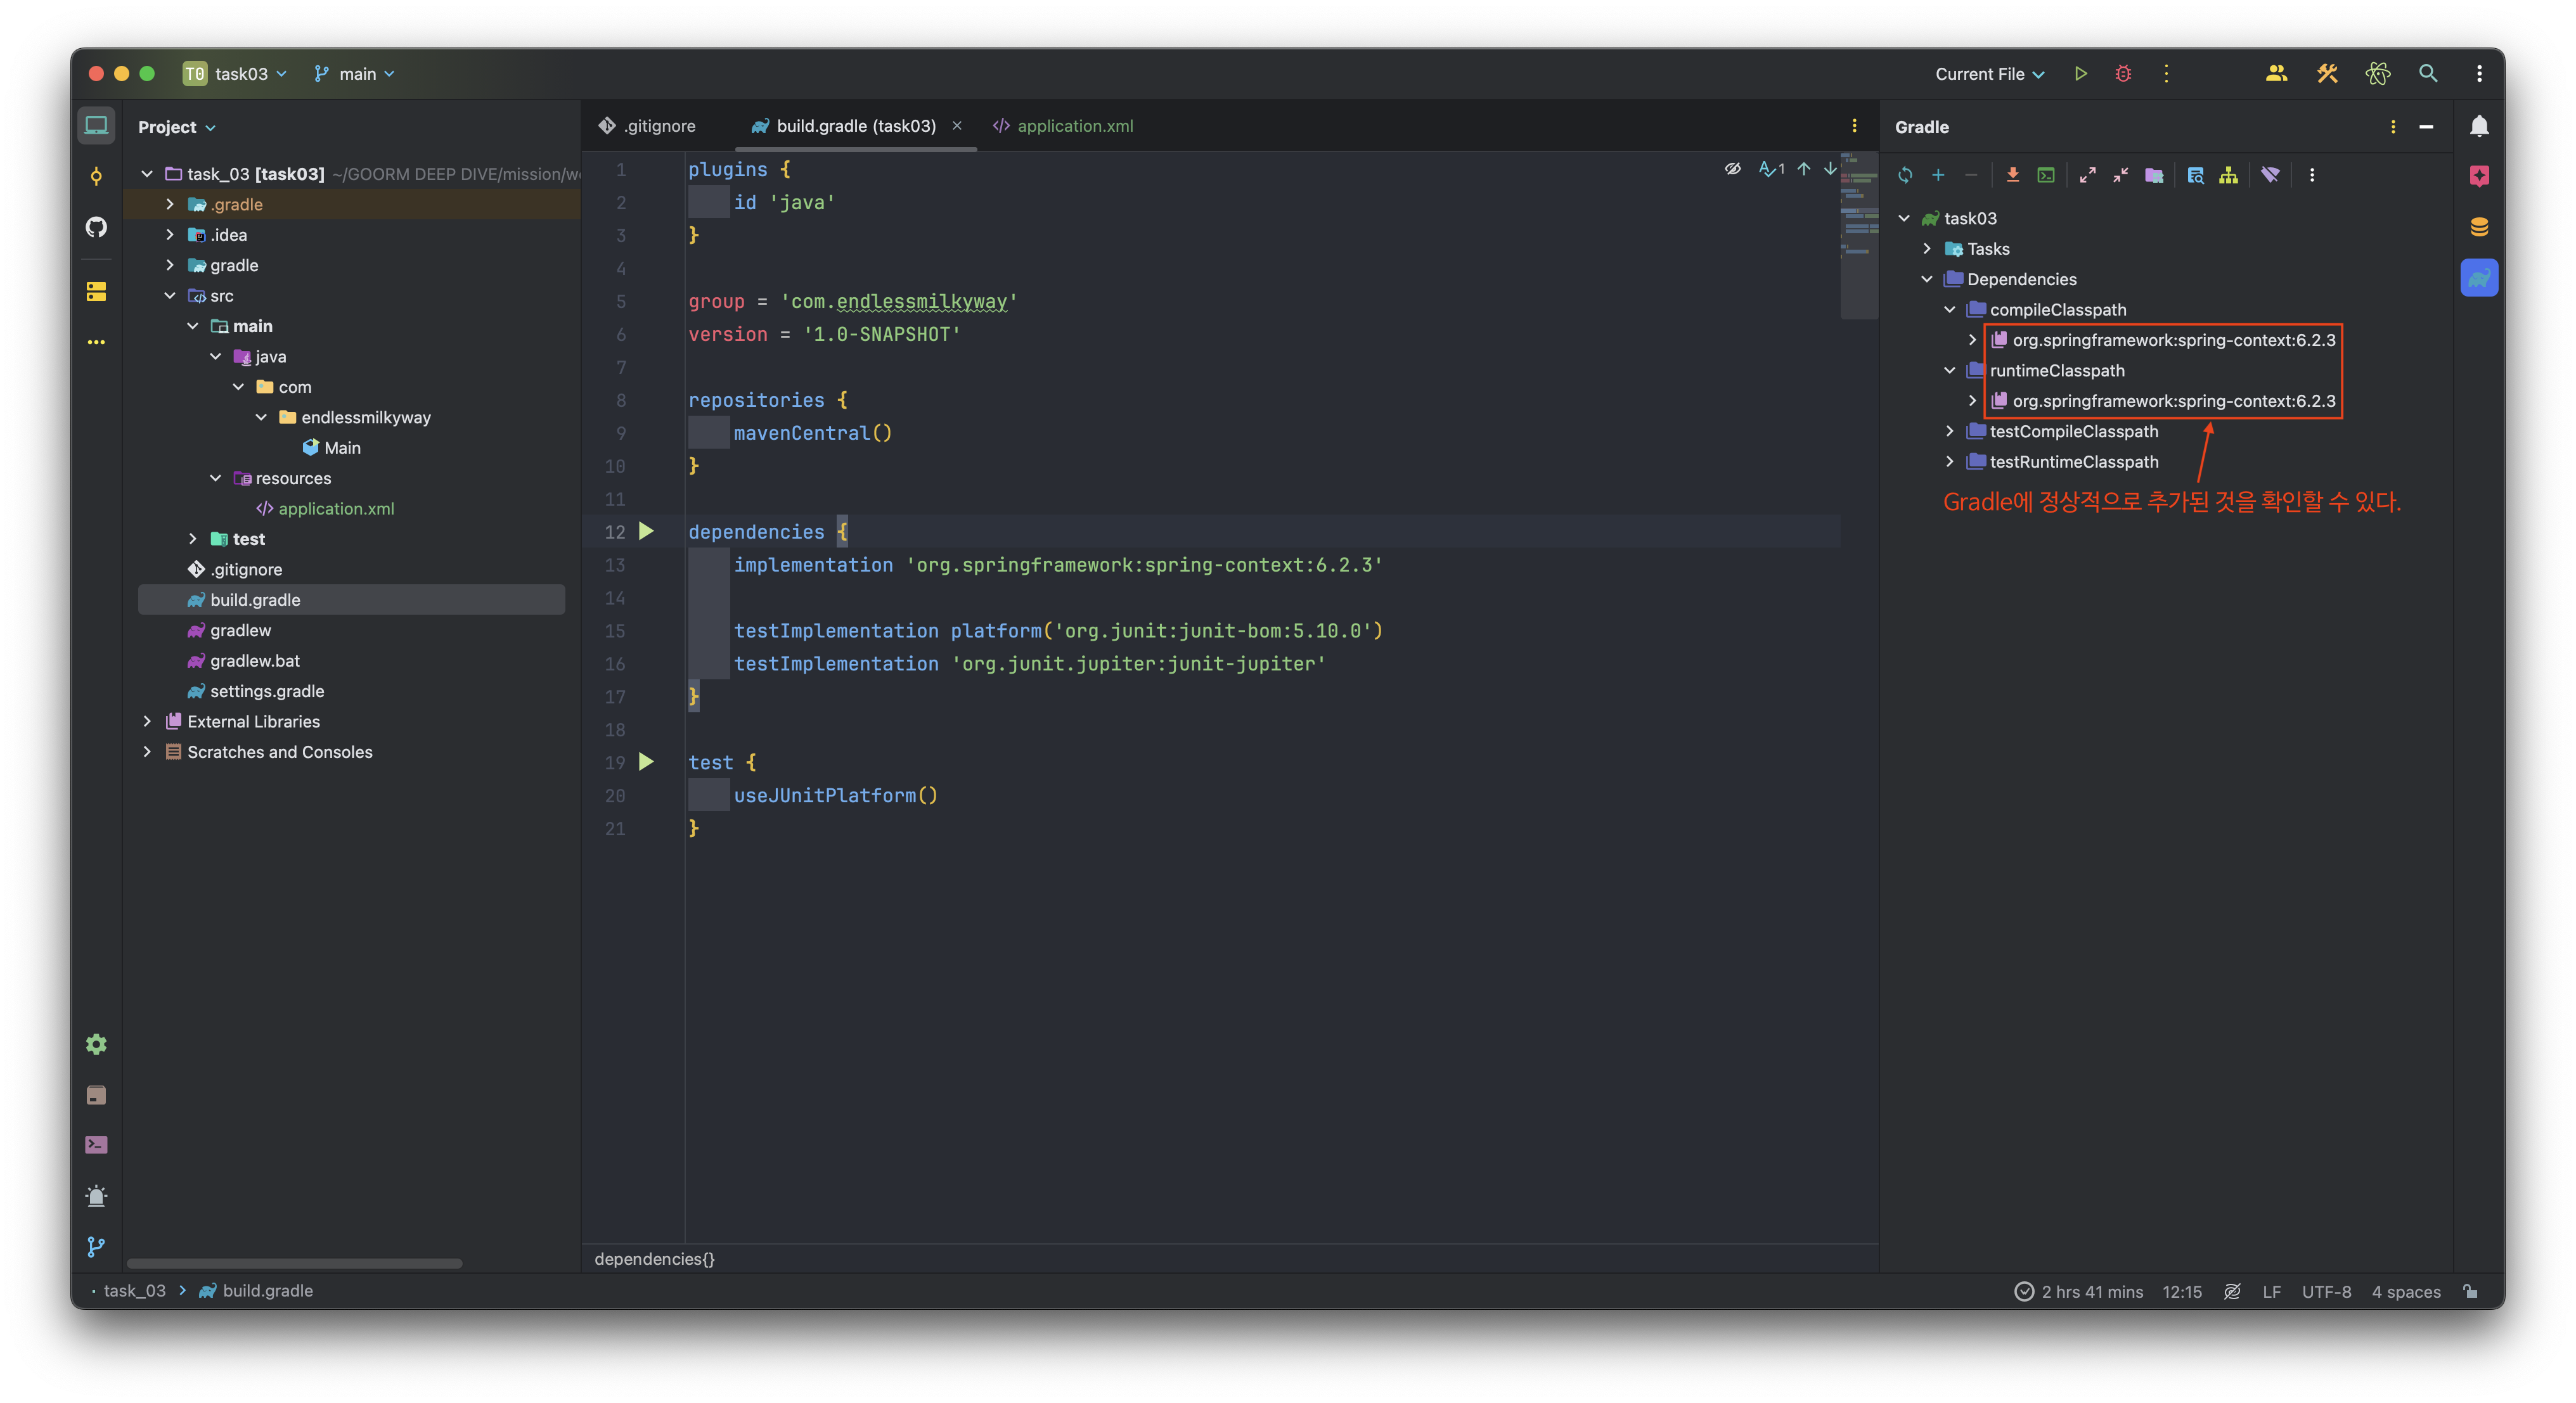 T0 task03 main Current File
Project
task_03 [task03] ~/GOORM DEEP DIVE/mission/w
.gradle
.idea
gradle
src
main
java
com
endlessmilkyway
Main
resources
application.xml
test
.gitignore
build.gradle
gradlew
gradlew.bat
settings.gradle
External Libraries
Scratches and Consoles
.gitignore build.gradle (task03) application.xml
1
1 plugins {
2 id 'java'
3 }
4
5 group = 'com.endlessmilkyway'
6 version = '1.0-SNAPSHOT'
7
8 repositories {
9 mavenCentral()
10 }
11
12 dependencies {
13 implementation 'org.springframework:spring-context:6.2.3'
14
15 testImplementation platform('org.junit:junit-bom:5.10.0')
16 testImplementation 'org.junit.jupiter:junit-jupiter'
17 }
18
19 test {
20 useJUnitPlatform()
21 }
dependencies{}
Gradle
task03
Tasks
Dependencies
compileClasspath
org.springframework:spring-context:6.2.3
runtimeClasspath
org.springframework:spring-context:6.2.3
testCompileClasspath
testRuntimeClasspath
Gradle에 정상적으로 추가된 것을 확인할 수 있다.
task_03 build.gradle
2 hrs 41 mins 12:15 LF UTF-8 4 spaces